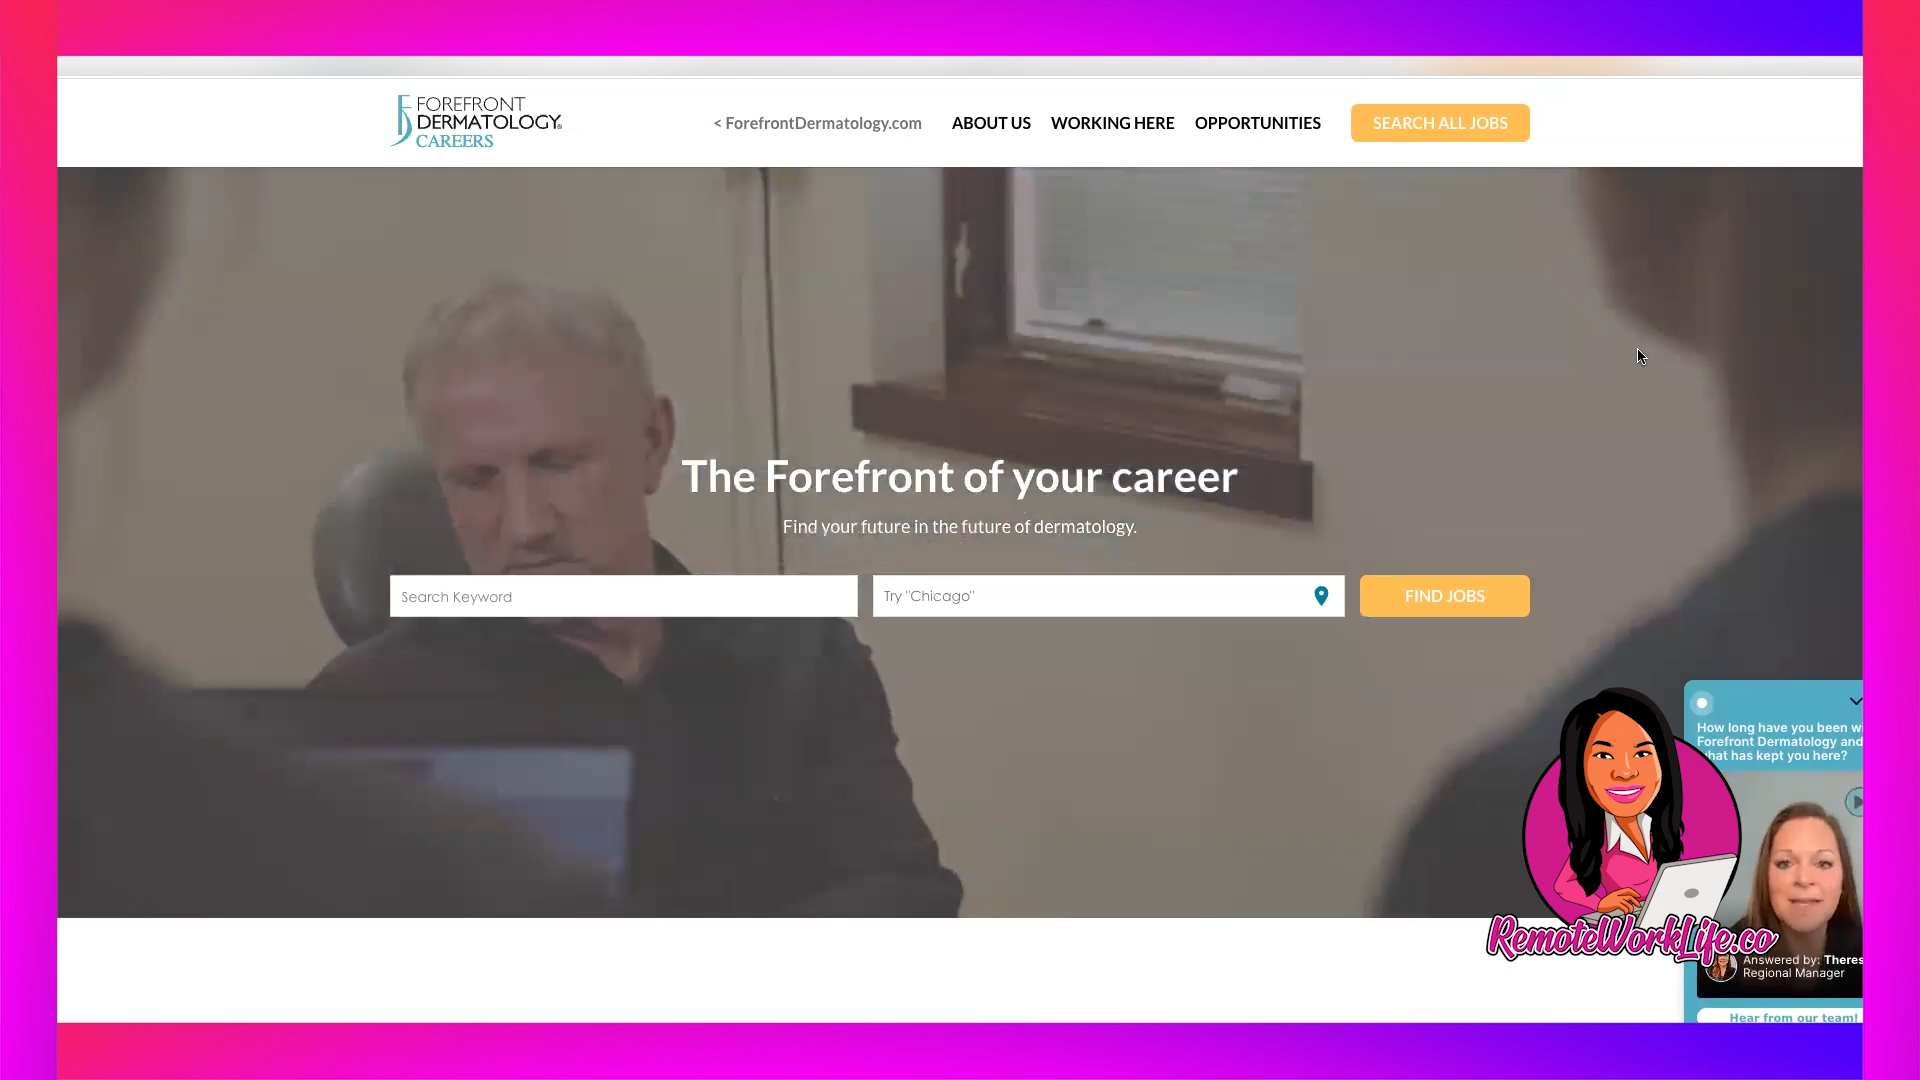 FOREFRONT
DERMATOLOGY
CAREERS
< ForefrontDermatology.com
ABOUT US
WORKING HERE
OPPORTUNITIES
SEARCH ALL JOBS
The Forefront of your career
Find your future in the future of dermatology.
Search Keyword
Try "Chicago"
FIND JOBS
How long have you been
Forefront Dermatology and
what has kept you here?
RemoteWorkLife.co
Answered by: Theres
Regional Manager
Hear from our team!